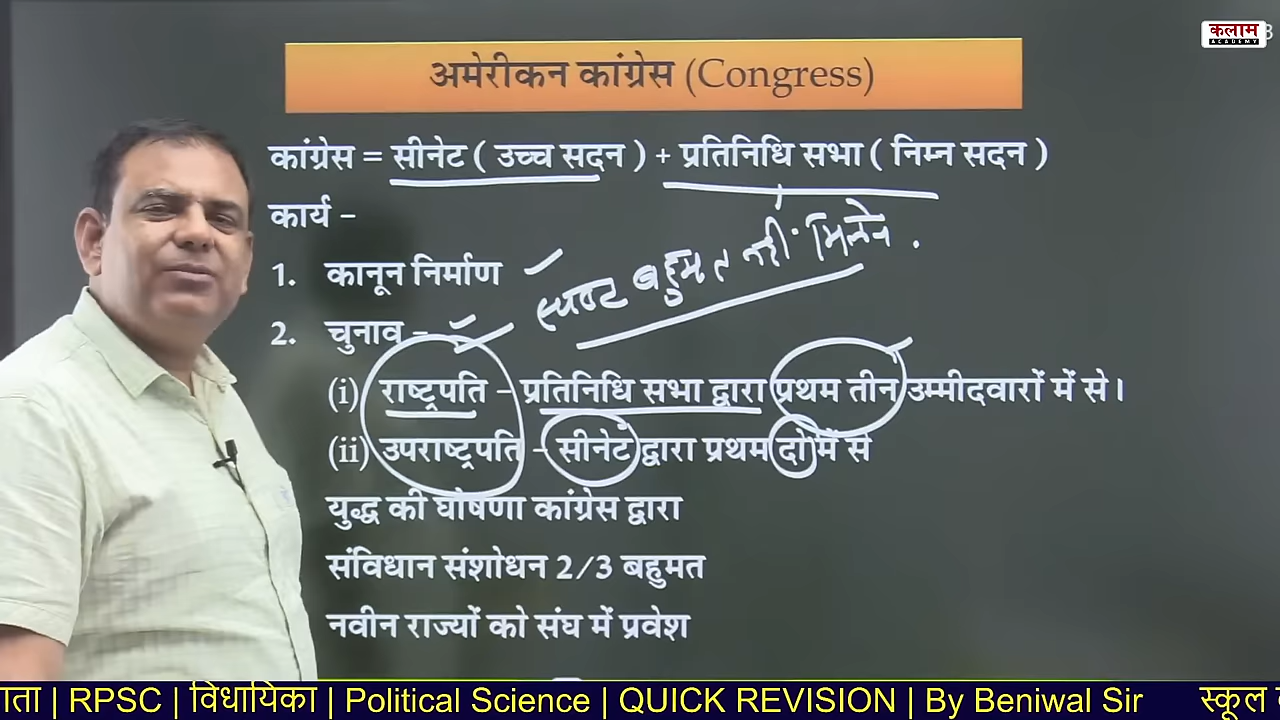 कलाम
ACADEMY
अमेरीकन कांग्रेस (Congress)
कांग्रेस = सीनेट ( उच्च सदन ) + प्रतिनिधि सभा ( निम्न सदन )
कार्य -
1. कानून निर्माण
स्पष्ट बहुमत नहीं
2. चुनाव -
(i) राष्ट्रपति - प्रतिनिधि सभा द्वारा प्रथम तीन उम्मीदवारों में से।
(ii) उपराष्ट्रपति - सीनेट द्वारा प्रथम दो में से
युद्ध की घोषणा कांग्रेस द्वारा
संविधान संशोधन 2/3 बहुमत
नवीन राज्यों को संघ में प्रवेश
ता | RPSC | विधायिका | Political Science | QUICK REVISION | By Beniwal Sir स्कूल